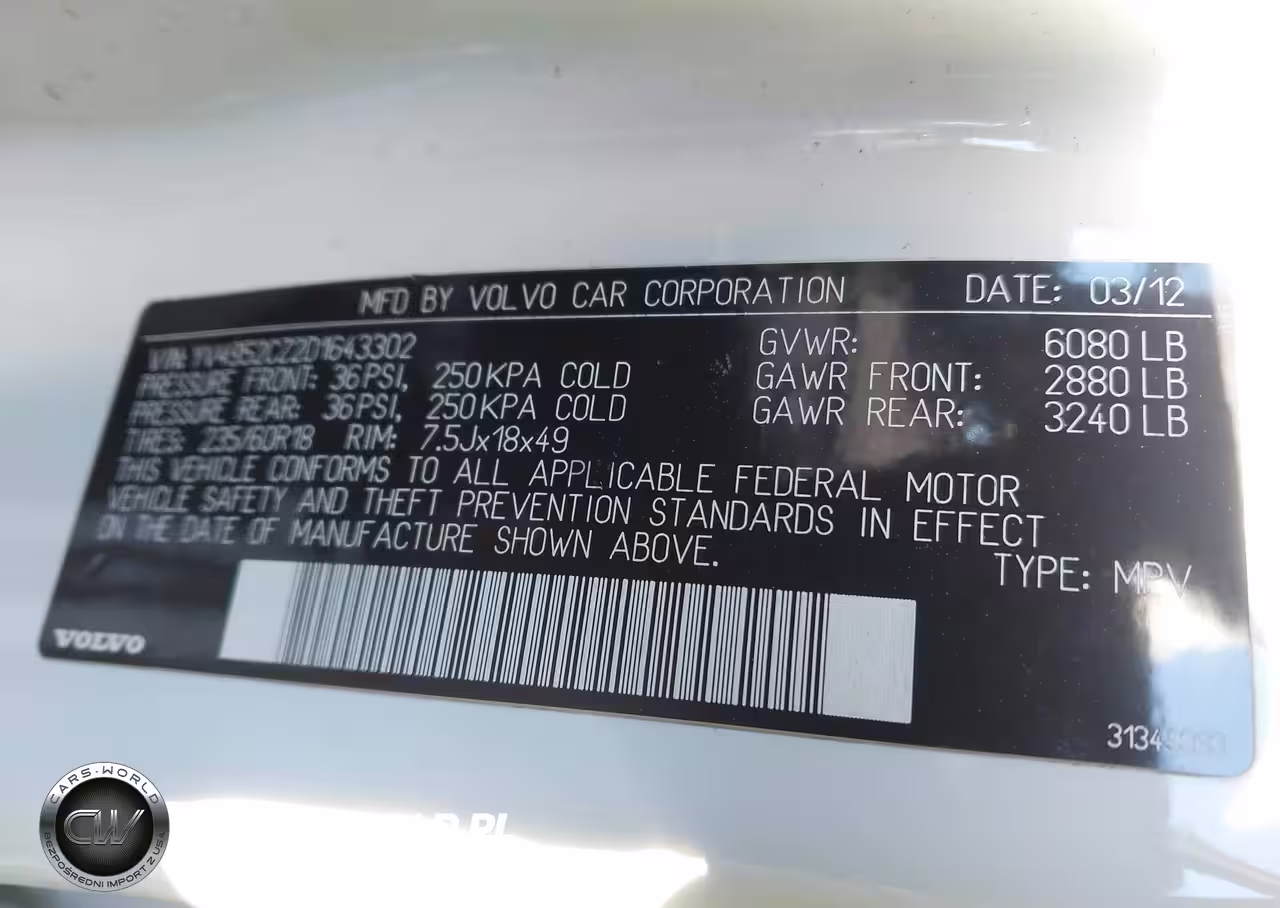 MFD BY VOLVO CAR CORPORATION DATE: 03/12
VIN: YV4952CZ2D1643302
PRESSURE FRONT: 36PSI, 250KPA COLD
PRESSURE REAR: 36PSI, 250KPA COLD
TIRES: 235/60R18 RIM: 7.5Jx18x49
GVWR: 6080 LB
GAWR FRONT: 2880 LB
GAWR REAR: 3240 LB
THIS VEHICLE CONFORMS TO ALL APPLICABLE FEDERAL MOTOR
VEHICLE SAFETY AND THEFT PREVENTION STANDARDS IN EFFECT
ON THE DATE OF MANUFACTURE SHOWN ABOVE.
TYPE: MPV
VOLVO
CARS-WORLD
CW
BEZPOŚREDNI IMPORT Z USA